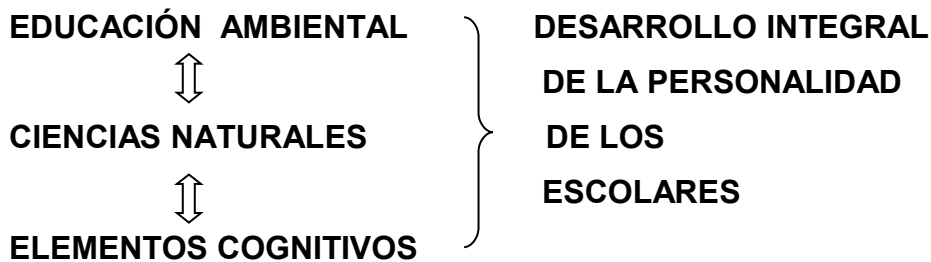 EDUCACIÓN AMBIENTAL
CIENCIAS NATURALES
ELEMENTOS COGNITIVOS
DESARROLLO INTEGRAL
DE LA PERSONALIDAD
DE LOS
ESCOLARES